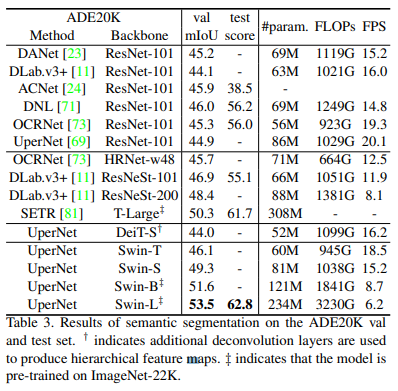 ADE20K val test #param. FLOPs FPS
Method Backbone mIoU score
DANet [23] ResNet-101 45.2 - 69M 1119G 15.2
DLab.v3+ [11] ResNet-101 44.1 - 63M 1021G 16.0
ACNet [24] ResNet-101 45.9 38.5 -
DNL [71] ResNet-101 46.0 56.2 69M 1249G 14.8
OCRNet [73] ResNet-101 45.3 56.0 56M 923G 19.3
UperNet [69] ResNet-101 44.9 - 86M 1029G 20.1
OCRNet [73] HRNet-w48 45.7 - 71M 664G 12.5
DLab.v3+ [11] ResNeSt-101 46.9 55.1 66M 1051G 11.9
DLab.v3+ [11] ResNeSt-200 48.4 - 88M 1381G 8.1
SETR [81] T-Large‡ 50.3 61.7 308M - -
UperNet DeiT-S† 44.0 - 52M 1099G 16.2
UperNet Swin-T 46.1 - 60M 945G 18.5
UperNet Swin-S 49.3 - 81M 1038G 15.2
UperNet Swin-B‡ 51.6 - 121M 1841G 8.7
UperNet Swin-L‡ 53.5 62.8 234M 3230G 6.2
Table 3. Results of semantic segmentation on the ADE20K val
and test set. † indicates additional deconvolution layers are used
to produce hierarchical feature maps. ‡ indicates that the model is
pre-trained on ImageNet-22K.